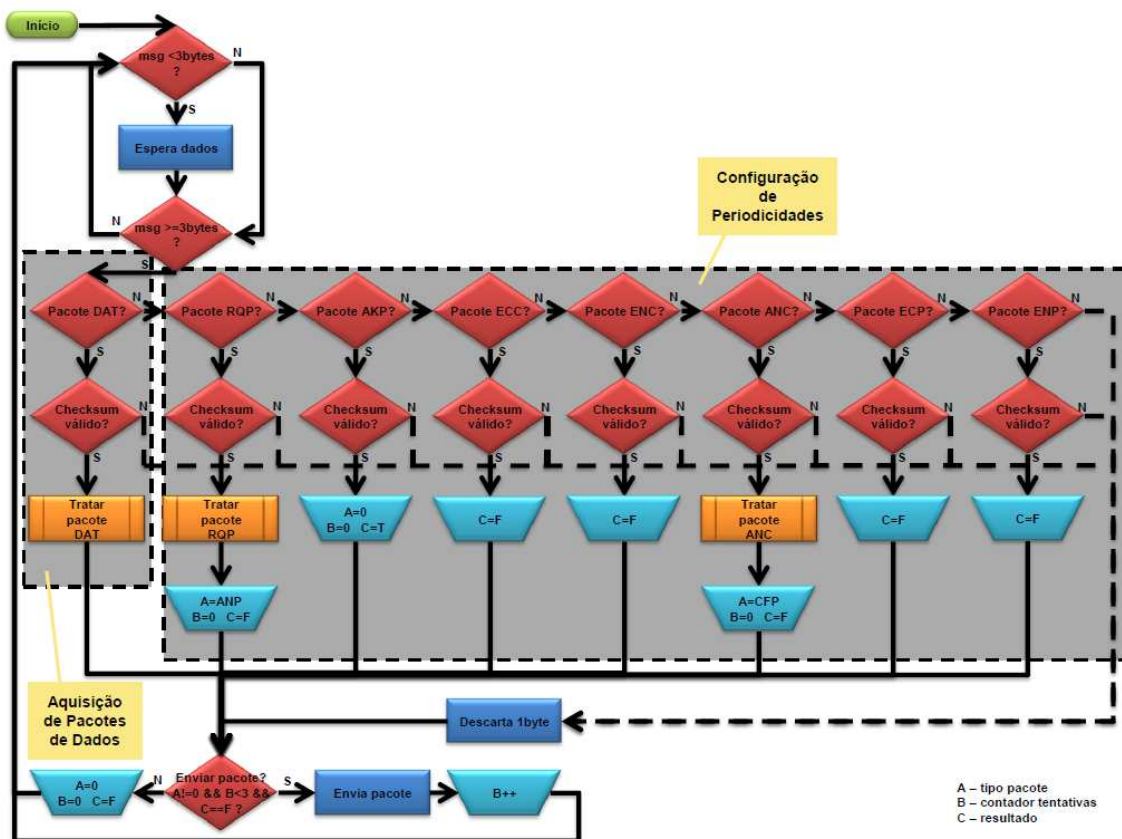 Início
msg <3bytes
?
N
S
Espera dados
Configuração
de
Periodicidades
N
msg >=3bytes
?
S
Pacote DAT?
N
Pacote RQP?
N
Pacote AKP?
N
Pacote ECC?
N
Pacote ENC?
N
Pacote ANC?
N
Pacote ECP?
N
Pacote ENP?
N
S
S
S
S
S
S
S
S
Checksum
válido?
N
Checksum
válido?
N
Checksum
válido?
N
Checksum
válido?
N
Checksum
válido?
N
Checksum
válido?
N
Checksum
válido?
N
Checksum
válido?
N
S
S
S
S
S
S
S
S
Tratar
pacote
DAT
Tratar
pacote
RQP
A=0
B=0 C=T
C=F
C=F
Tratar
pacote
ANC
C=F
C=F
A=ANP
B=0 C=F
A=CFP
B=0 C=F
Aquisição
de Pacotes
de Dados
Descarta 1byte
A=0
B=0 C=F
N
Enviar pacote?
A!=0 && B<3 &&
C==F ?
S
Envia pacote
B++
A – tipo pacote
B – contador tentativas
C – resultado